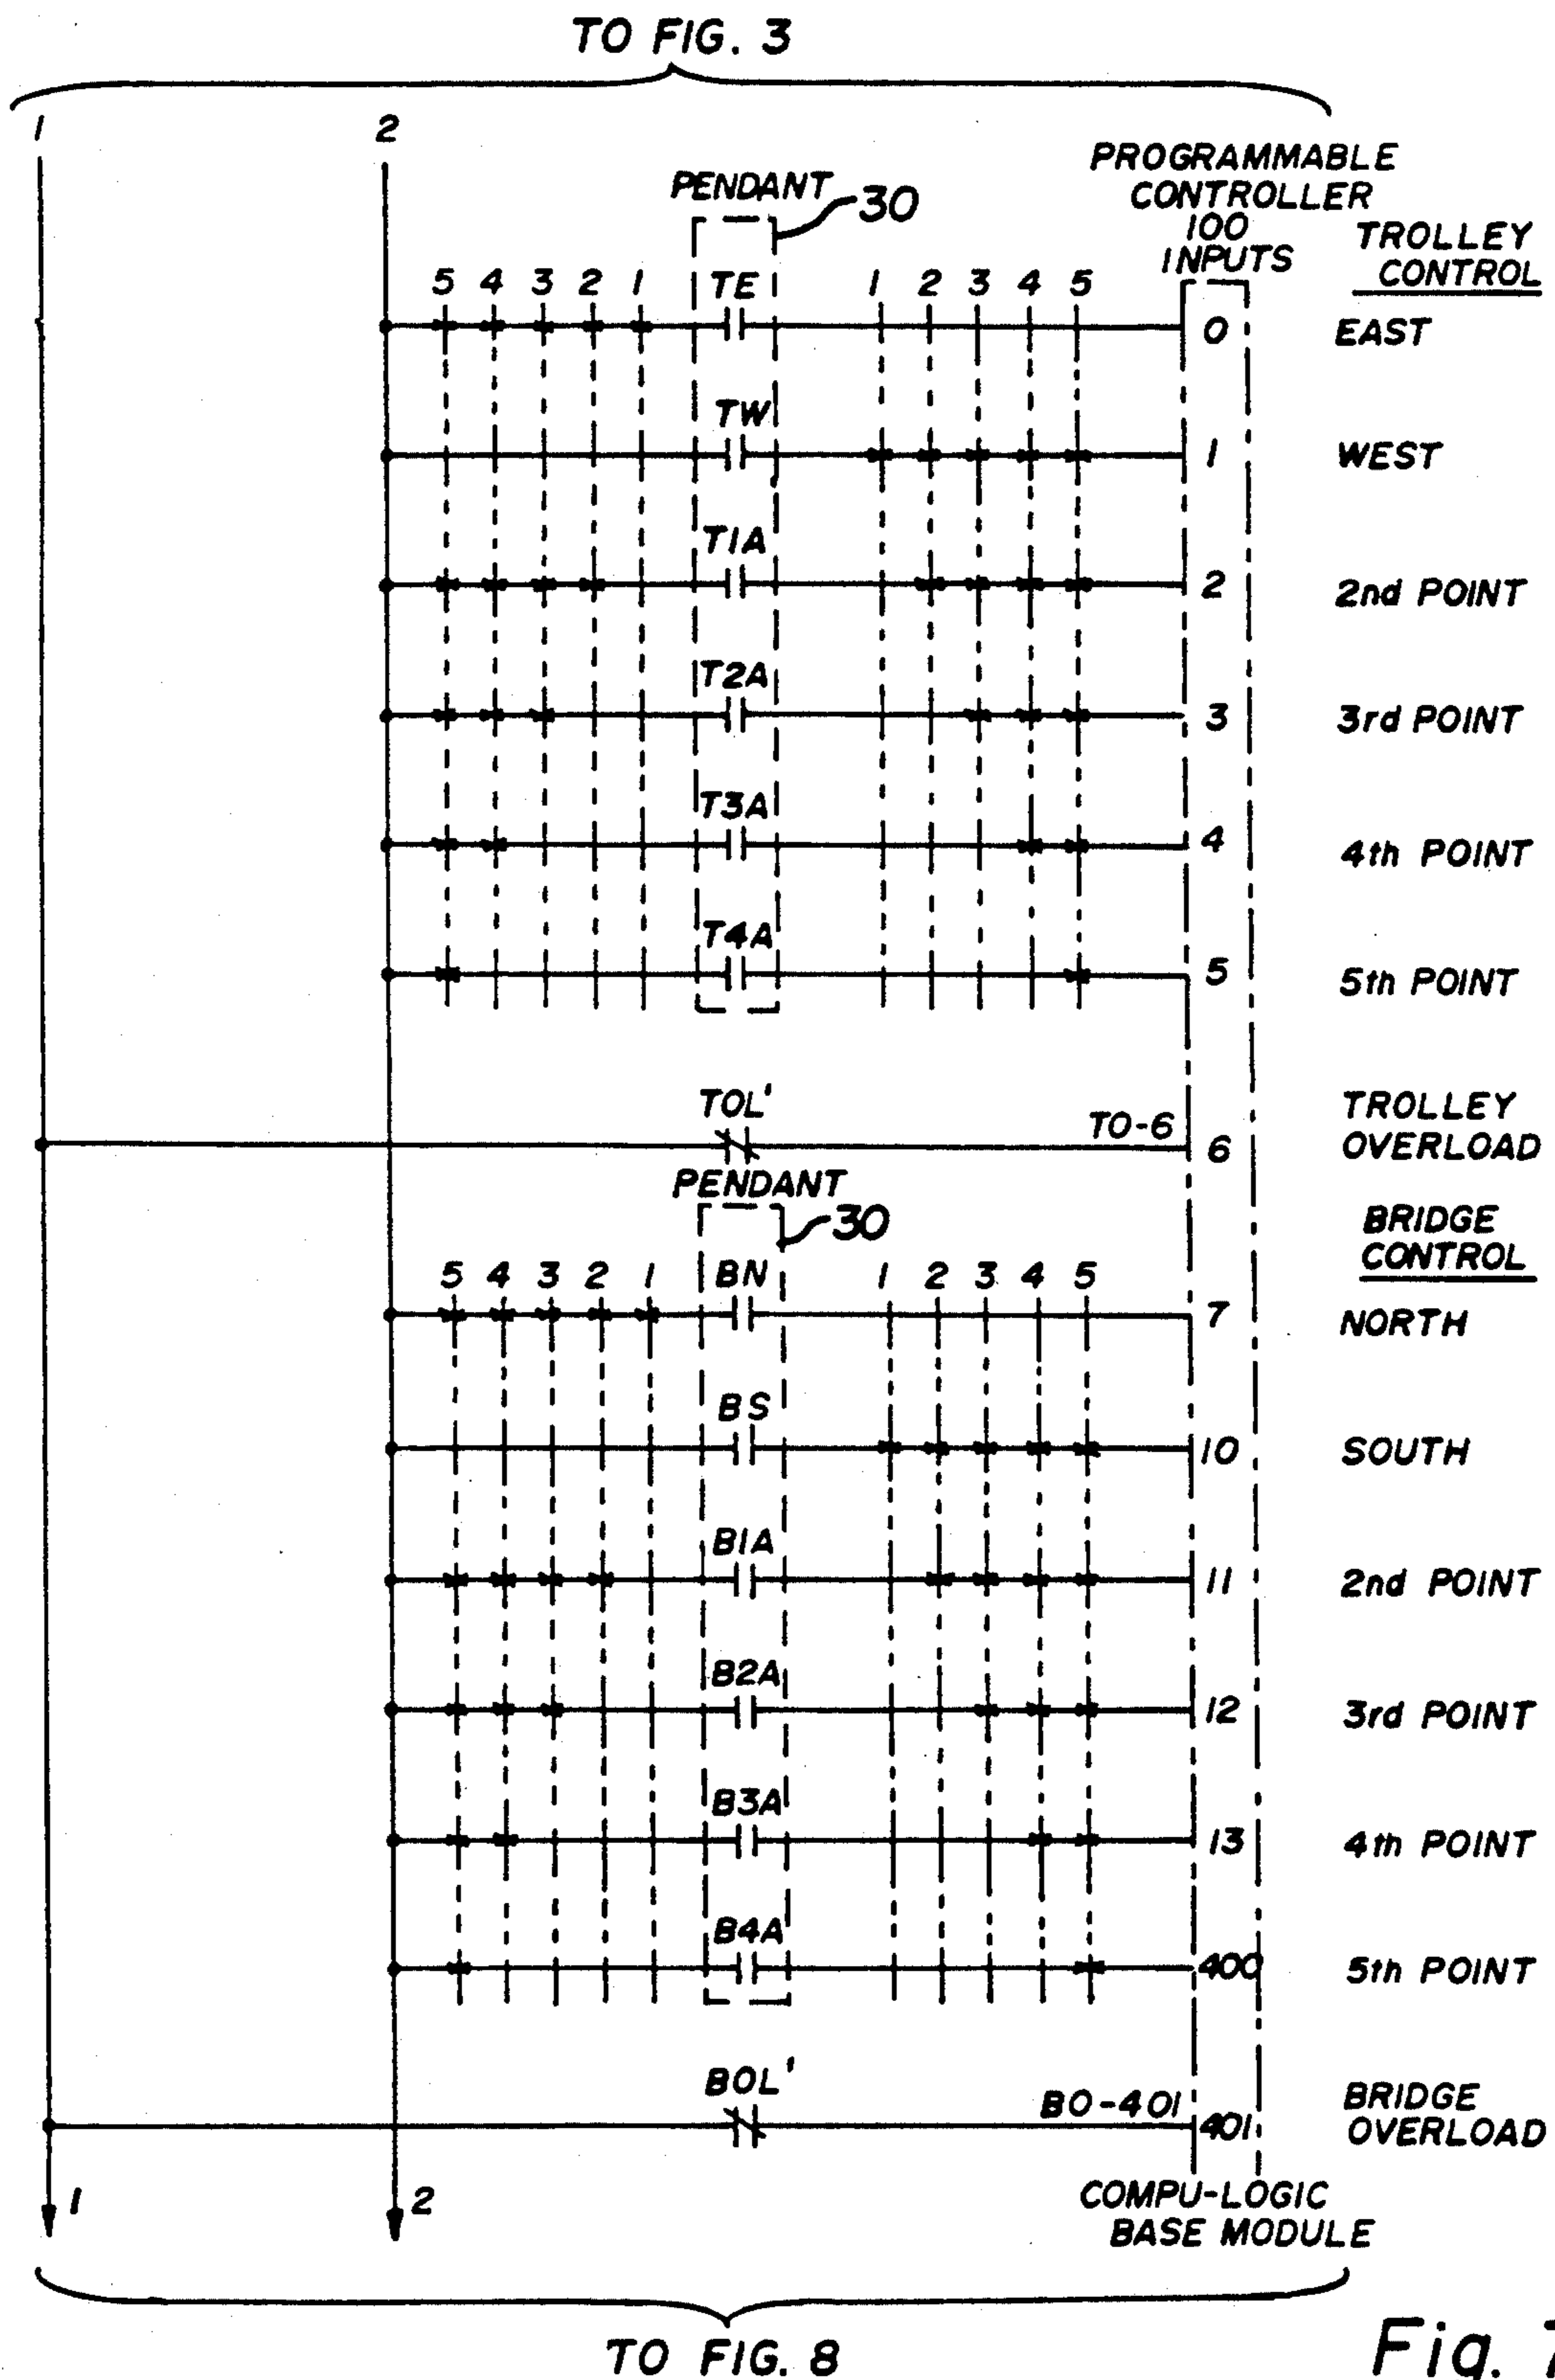 TO FIG. 3
1
2
PENDANT
30
PROGRAMMABLE
CONTROLLER
100
INPUTS
TROLLEY
CONTROL
5 4 3 2 1 TE 1 2 3 4 5
0 EAST
TW
1 WEST
T1A
2 2nd POINT
T2A
3 3rd POINT
T3A
4 4th POINT
T4A
5 5th POINT
TOL' TO-6
6 TROLLEY
OVERLOAD
PENDANT
30
BRIDGE
CONTROL
5 4 3 2 1 BN 1 2 3 4 5
7 NORTH
BS
10 SOUTH
B1A
11 2nd POINT
B2A
12 3rd POINT
B3A
13 4th POINT
B4A
400 5th POINT
BOL' BO-401
401 BRIDGE
OVERLOAD
1 2
COMPU-LOGIC
BASE MODULE
TO FIG. 8
Fig. 7